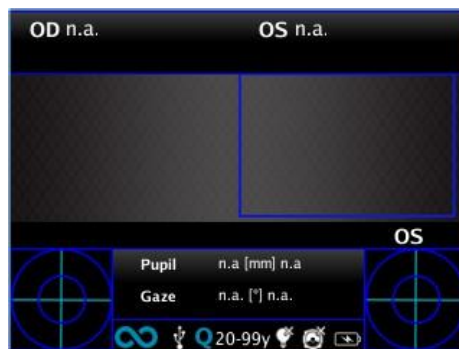 OD n.a. OS n.a.
OS
Pupil n.a [mm] n.a
Gaze n.a. [°] n.a.
Q 20-99y